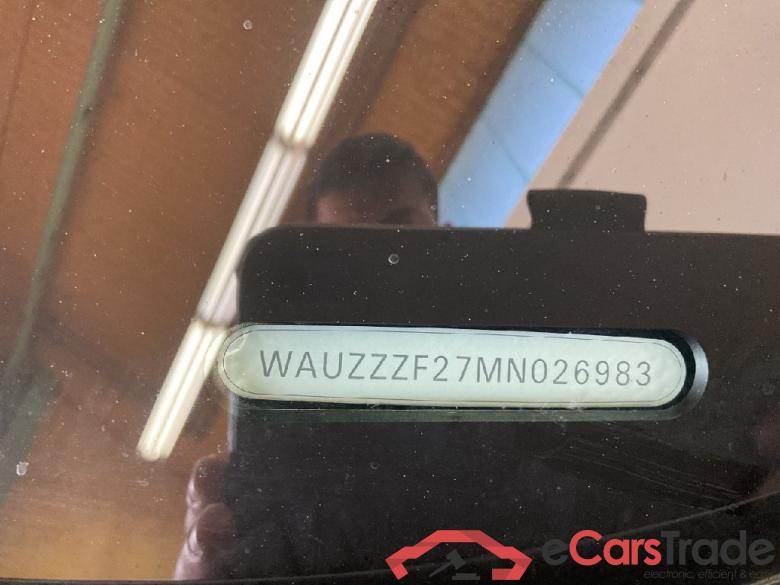 WAUZZZF27MN026983
eCarsTrade
electronic, efficient & easy